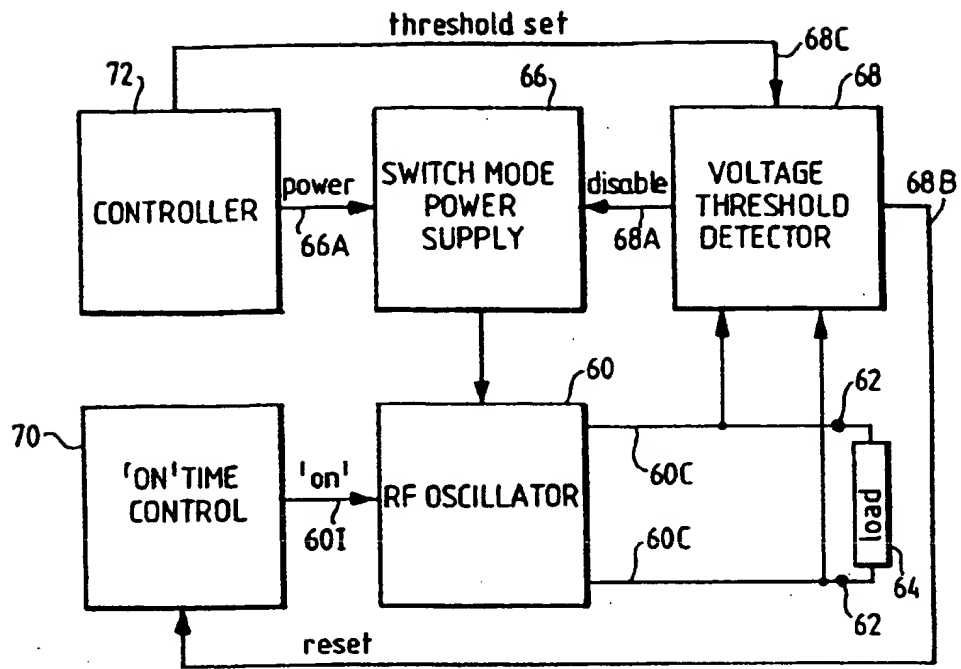 threshold set
68C
72
66
68
CONTROLLER
power
66A
SWITCH MODE
POWER
SUPPLY
disable
68A
VOLTAGE
THRESHOLD
DETECTOR
68B
60
62
70
'ON' TIME
CONTROL
'on'
60I
RF OSCILLATOR
60C
60C
load
64
62
reset